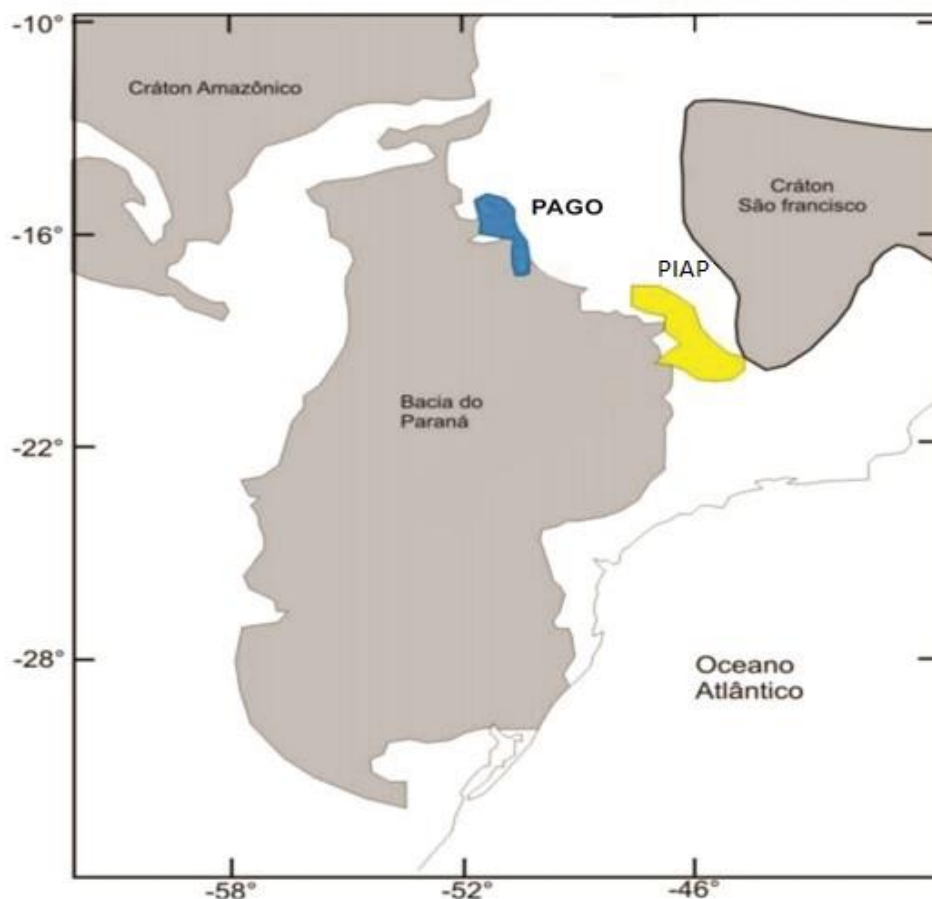 -10°
Cráton Amazônico
Cráton
São francisco
PAGO
-16°
PIAP
Bacia do
Paraná
-22°
-28°
Oceano
Atlântico
-58°
-52°
-46°